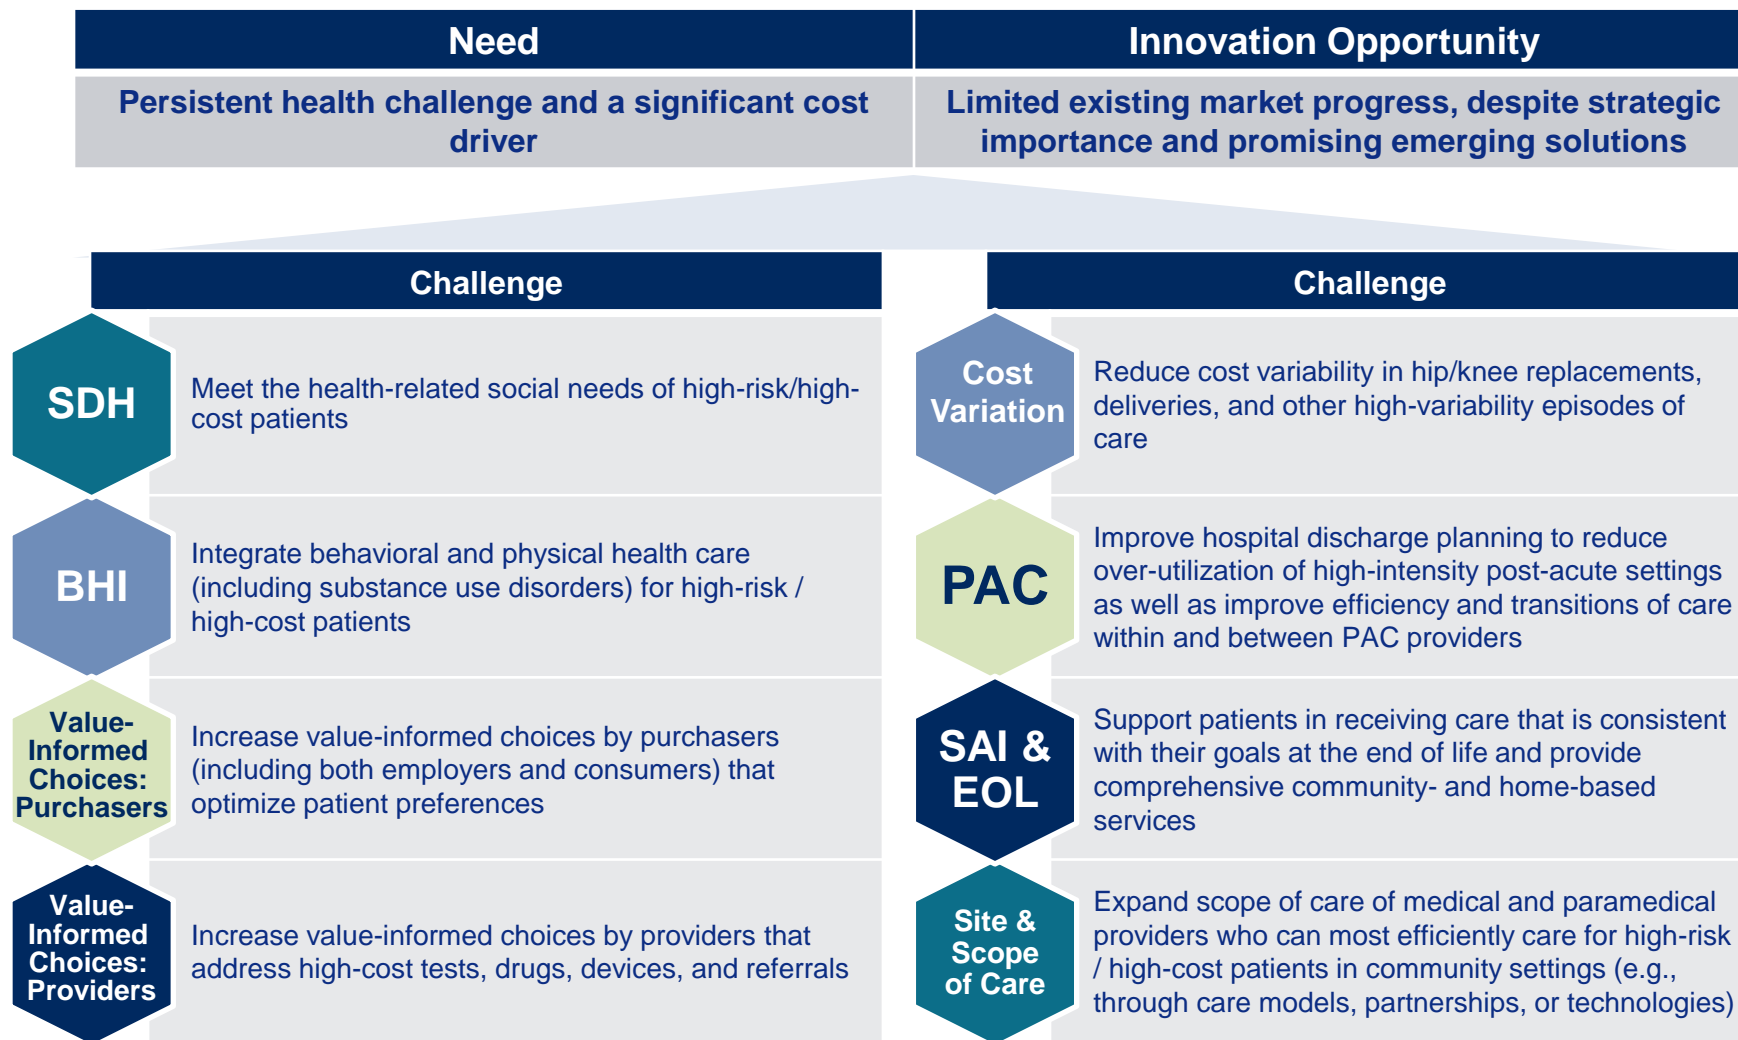 Need
Innovation Opportunity
Persistent health challenge and a significant cost
driver
Limited existing market progress, despite strategic
importance and promising emerging solutions
Challenge
SDH
Meet the health-related social needs of high-risk/high-
cost patients
BHI
Integrate behavioral and physical health care
(including substance use disorders) for high-risk /
high-cost patients
Value-
Informed
Choices:
Purchasers
Increase value-informed choices by purchasers
(including both employers and consumers) that
optimize patient preferences
Value-
Informed
Choices:
Providers
Increase value-informed choices by providers that
address high-cost tests, drugs, devices, and referrals
Challenge
Cost
Variation
Reduce cost variability in hip/knee replacements,
deliveries, and other high-variability episodes of
care
PAC
Improve hospital discharge planning to reduce
over-utilization of high-intensity post-acute settings
as well as improve efficiency and transitions of care
within and between PAC providers
SAI &
EOL
Support patients in receiving care that is consistent
with their goals at the end of life and provide
comprehensive community- and home-based
services
Site &
Scope
of Care
Expand scope of care of medical and paramedical
providers who can most efficiently care for high-risk
/ high-cost patients in community settings (e.g.,
through care models, partnerships, or technologies)